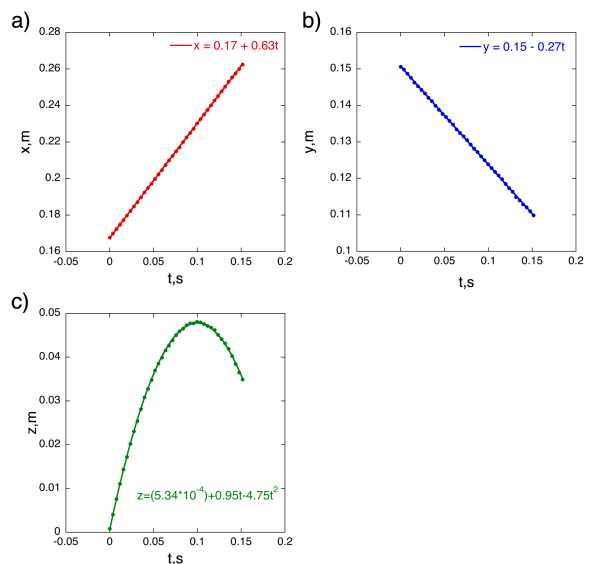 a)
x = 0.17 + 0.63t
0.28
0.26
0.24
0.22
0.2
0.18
0.16
x,m
-0.05 0 0.05 0.1 0.15 0.2
t,s
b)
y = 0.15 - 0.27t
0.16
0.15
0.14
0.13
0.12
0.11
0.1
y,m
-0.05 0 0.05 0.1 0.15 0.2
t,s
c)
0.05
0.04
0.03
0.02
0.01
0
z,m
z=(5.34*10^-4)+0.95t-4.75t^2
-0.05 0 0.05 0.1 0.15 0.2
t,s